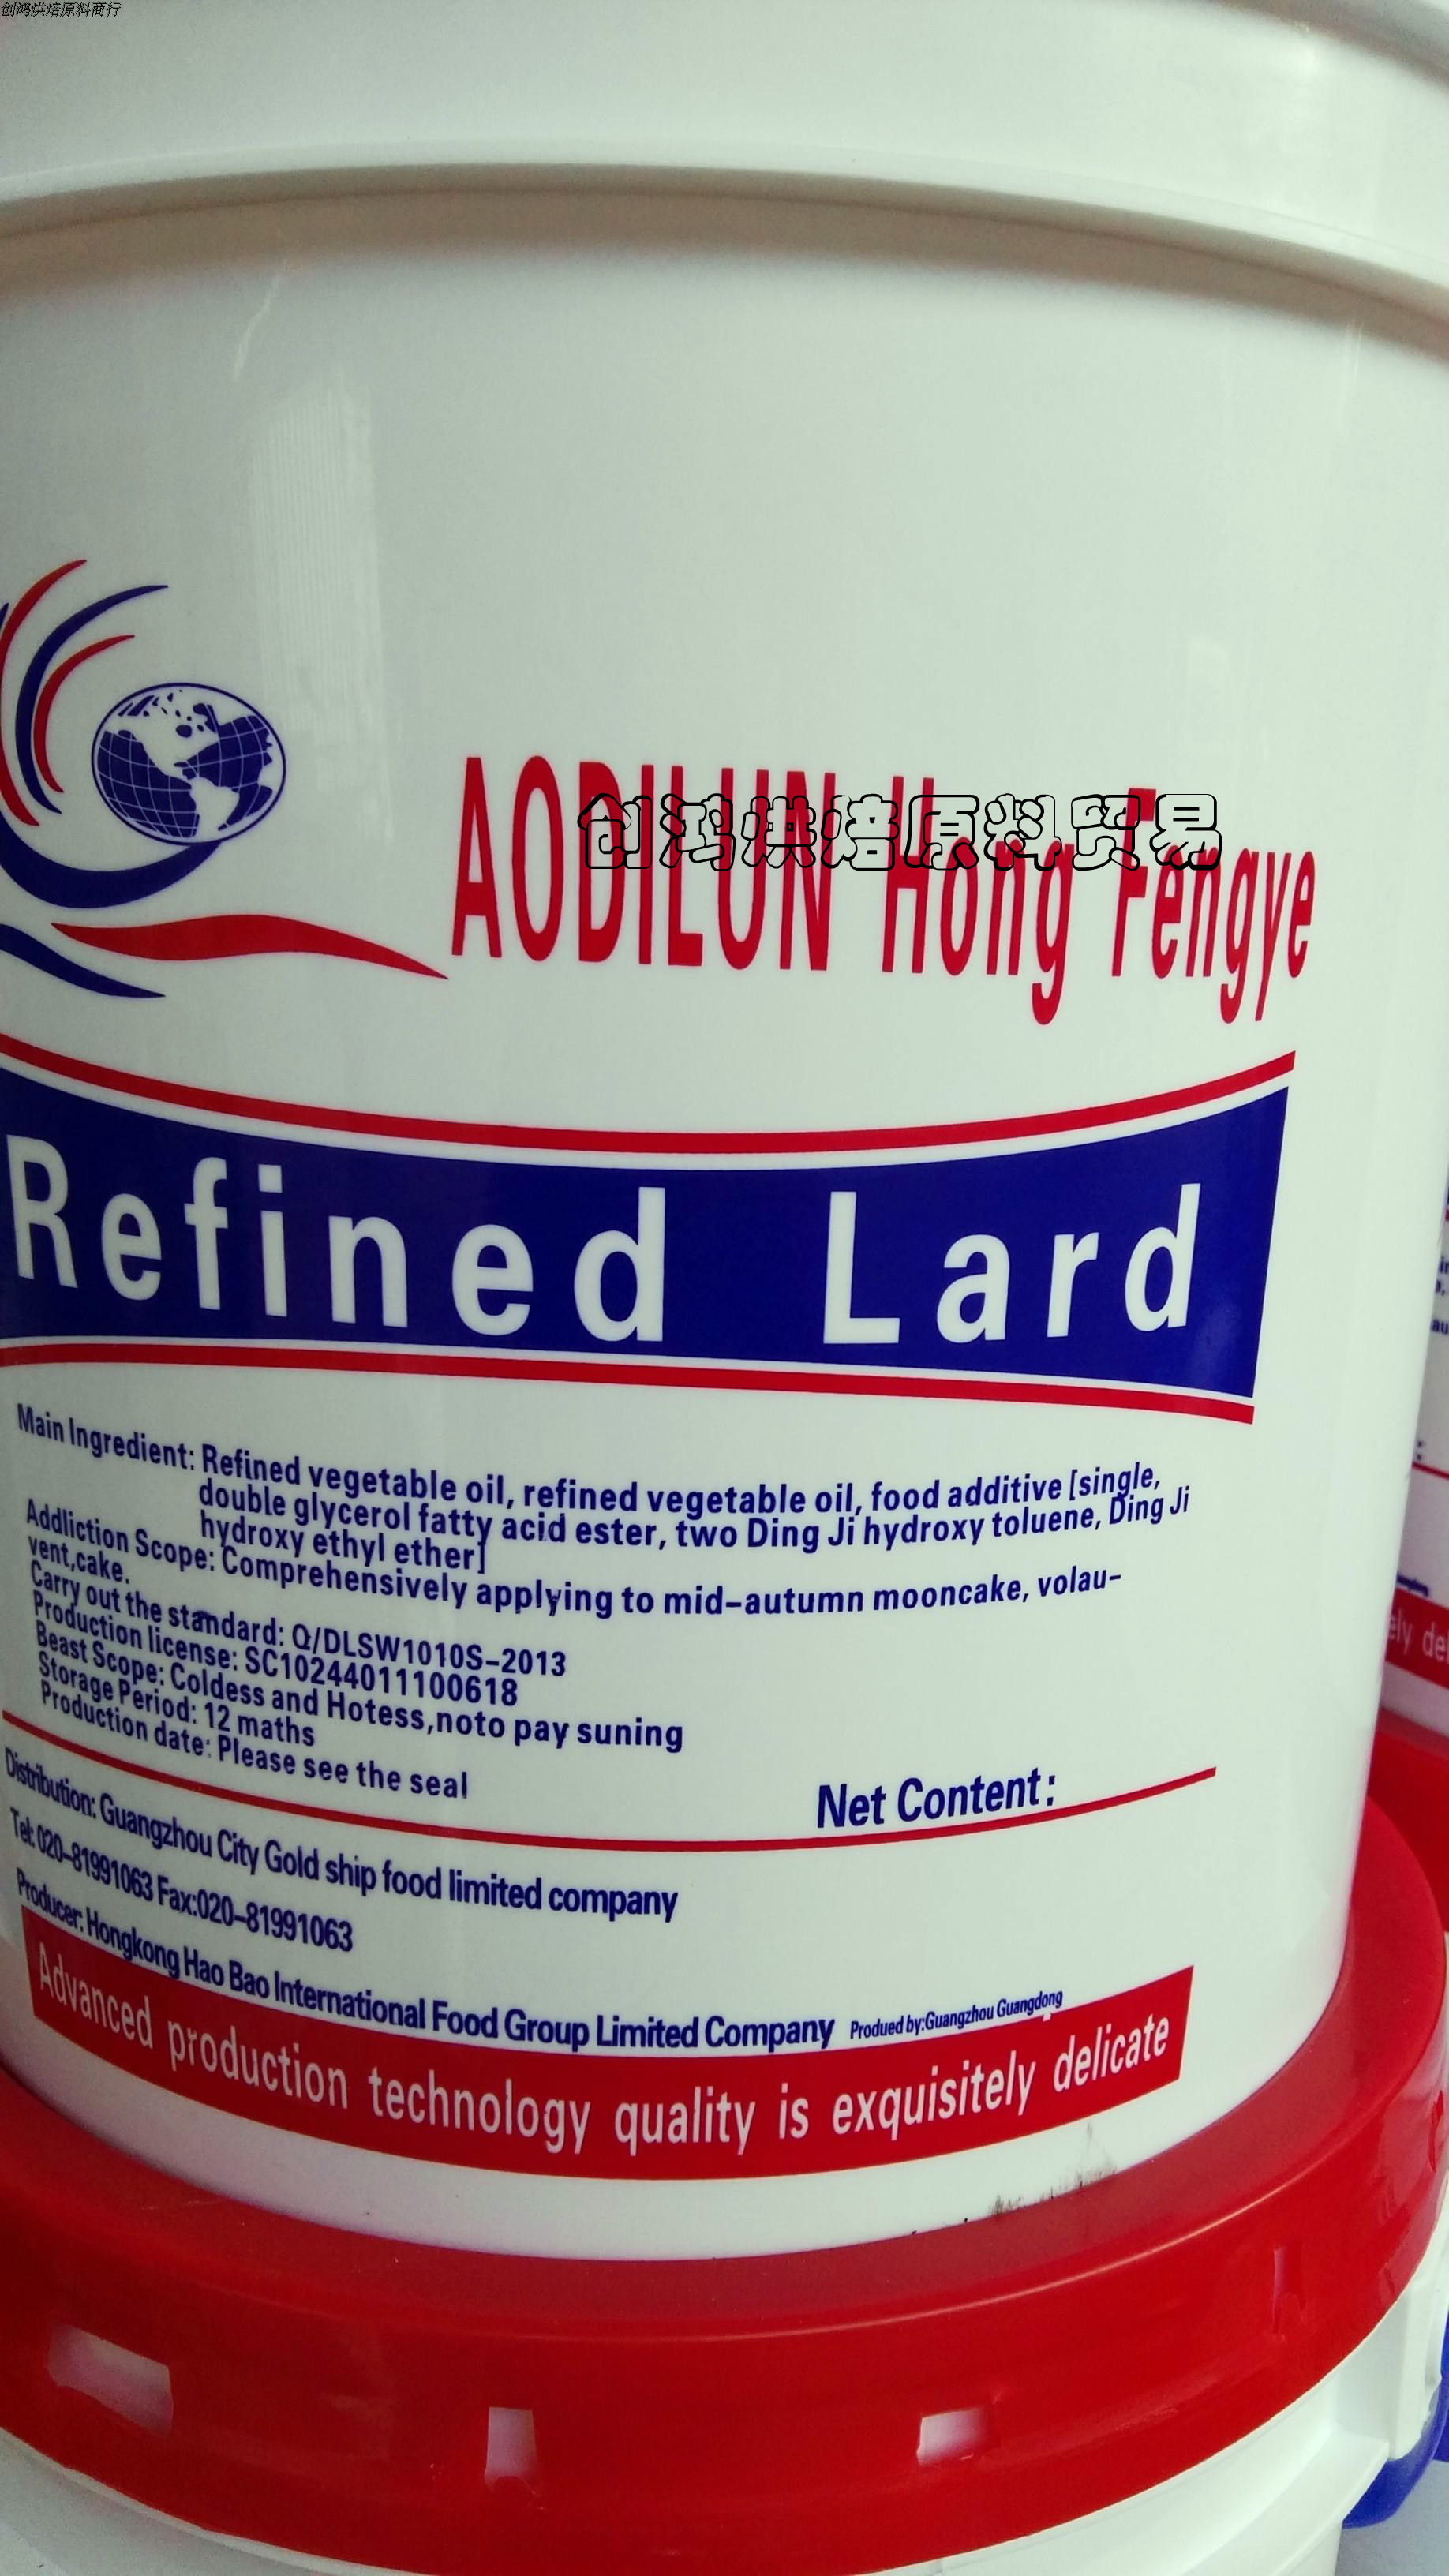 创鸿烘焙原料商行
AODILUN Hong Fengye
创鸿烘焙原料贸易
Refined Lard
Main Ingredient: Refined vegetable oil, refined vegetable oil, food additive [single,
double glycerol fatty acid ester, two Ding Ji hydroxy toluene, Ding Ji
hydroxy ethyl ether]
Addliction Scope: Comprehensively applying to mid-autumn mooncake, volau-
vent,cake.
Carry out the standard: Q/DLSW1010S-2013
Production license: SC10244011100618
Beast Scope: Coldess and Hotess,noto pay suning
Storage Period: 12 maths
Production date: Please see the seal
Net Content:
Distribution: Guangzhou City Gold ship food limited company
Tel: 020-81991063 Fax:020-81991063
Producer: Hongkong Hao Bao International Food Group Limited Company Produed by:Guangzhou Guangdong
Advanced production technology quality is exquisitely delicate